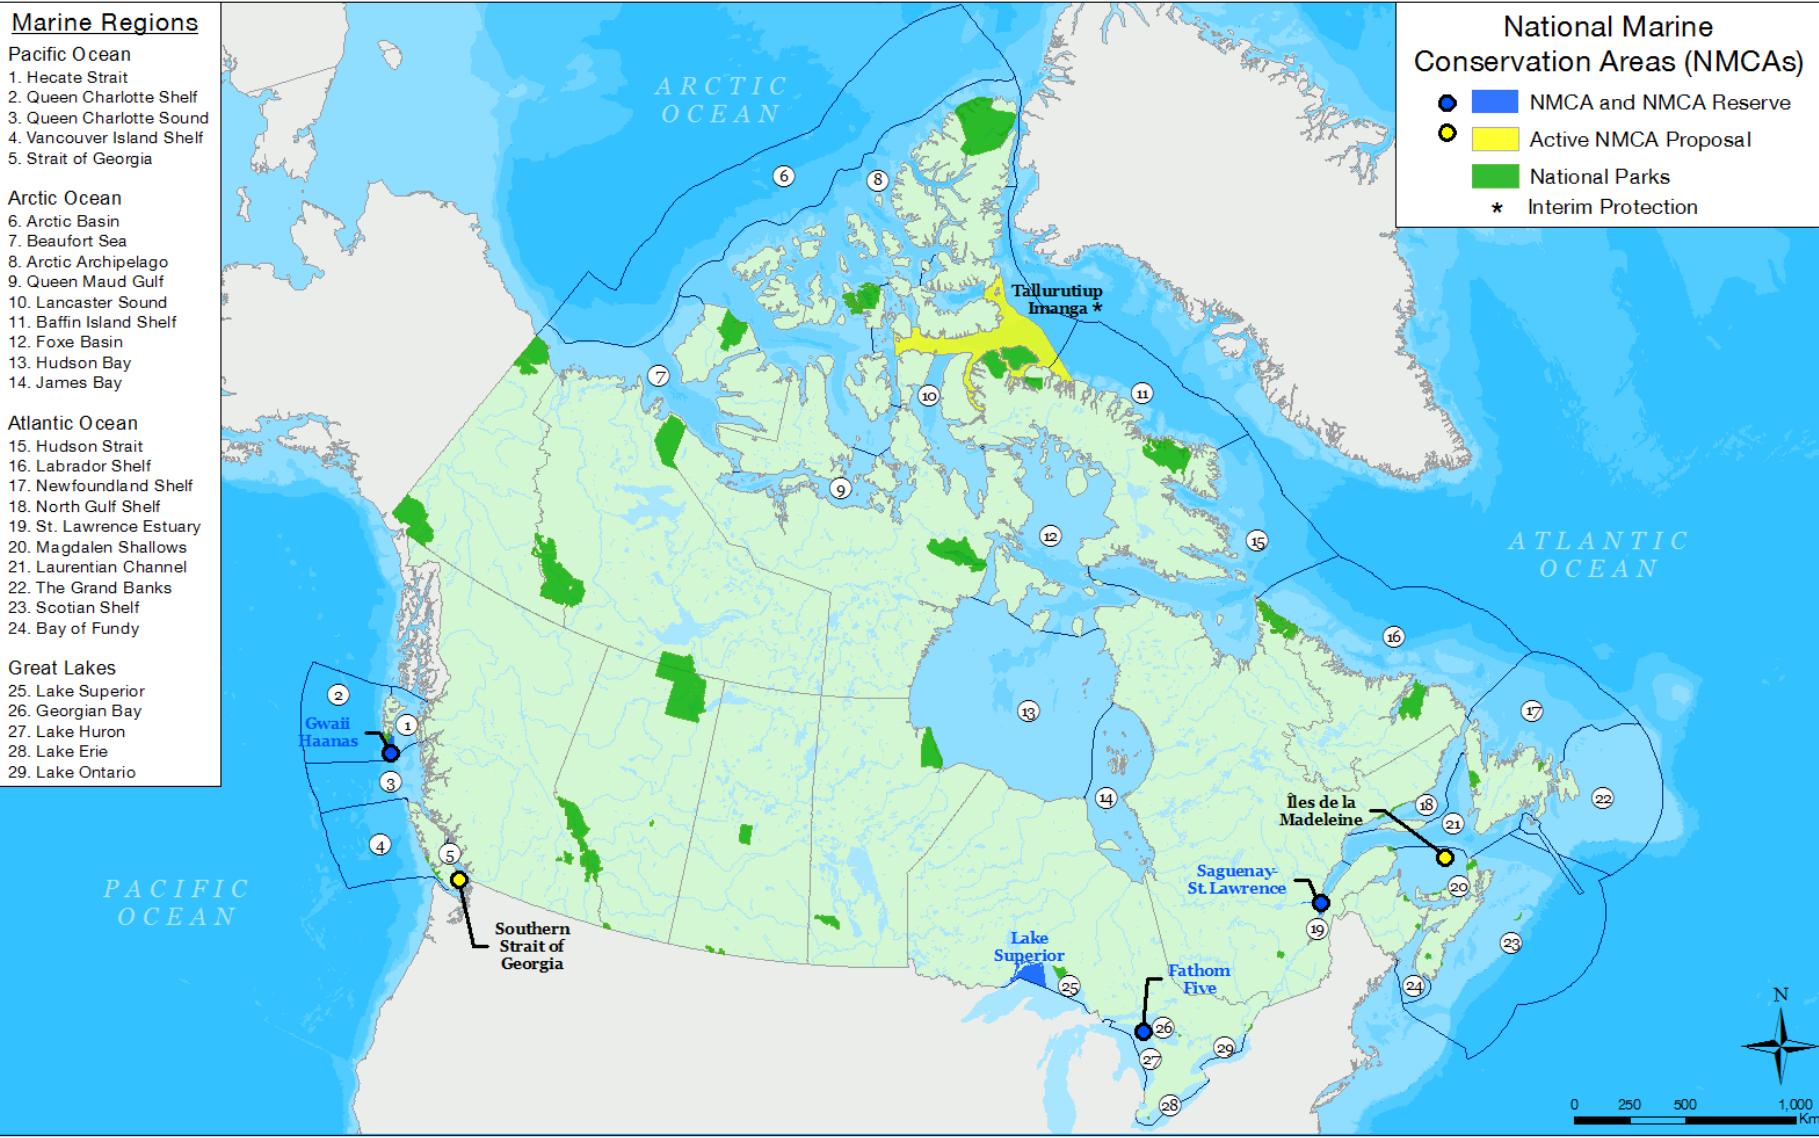 Marine Regions
Pacific Ocean
1. Hecate Strait
2. Queen Charlotte Shelf
3. Queen Charlotte Sound
4. Vancouver Island Shelf
5. Strait of Georgia
Arctic Ocean
6. Arctic Basin
7. Beaufort Sea
8. Arctic Archipelago
9. Queen Maud Gulf
10. Lancaster Sound
11. Baffin Island Shelf
12. Foxe Basin
13. Hudson Bay
14. James Bay
Atlantic Ocean
15. Hudson Strait
16. Labrador Shelf
17. Newfoundland Shelf
18. North Gulf Shelf
19. St. Lawrence Estuary
20. Magdalen Shallows
21. Laurentian Channel
22. The Grand Banks
23. Scotian Shelf
24. Bay of Fundy
Great Lakes
25. Lake Superior
26. Georgian Bay
27. Lake Huron
28. Lake Erie
29. Lake Ontario
National Marine
Conservation Areas (NMCAs)
NMCA and NMCA Reserve
Active NMCA Proposal
National Parks
* Interim Protection
ARCTIC
OCEAN
6
8
Tallurutiup
Imanga *
7
10
11
9
12
15
ATLANTIC
OCEAN
16
2
1
Gwaii
Haanas
3
13
17
14
Îles de la
Madeleine
18
21
22
4
5
PACIFIC
OCEAN
Southern
Strait of
Georgia
Saguenay-
St. Lawrence
20
19
23
Lake
Superior
25
Fathom
Five
24
26
27
29
28
N
0 250 500 1,000
Km